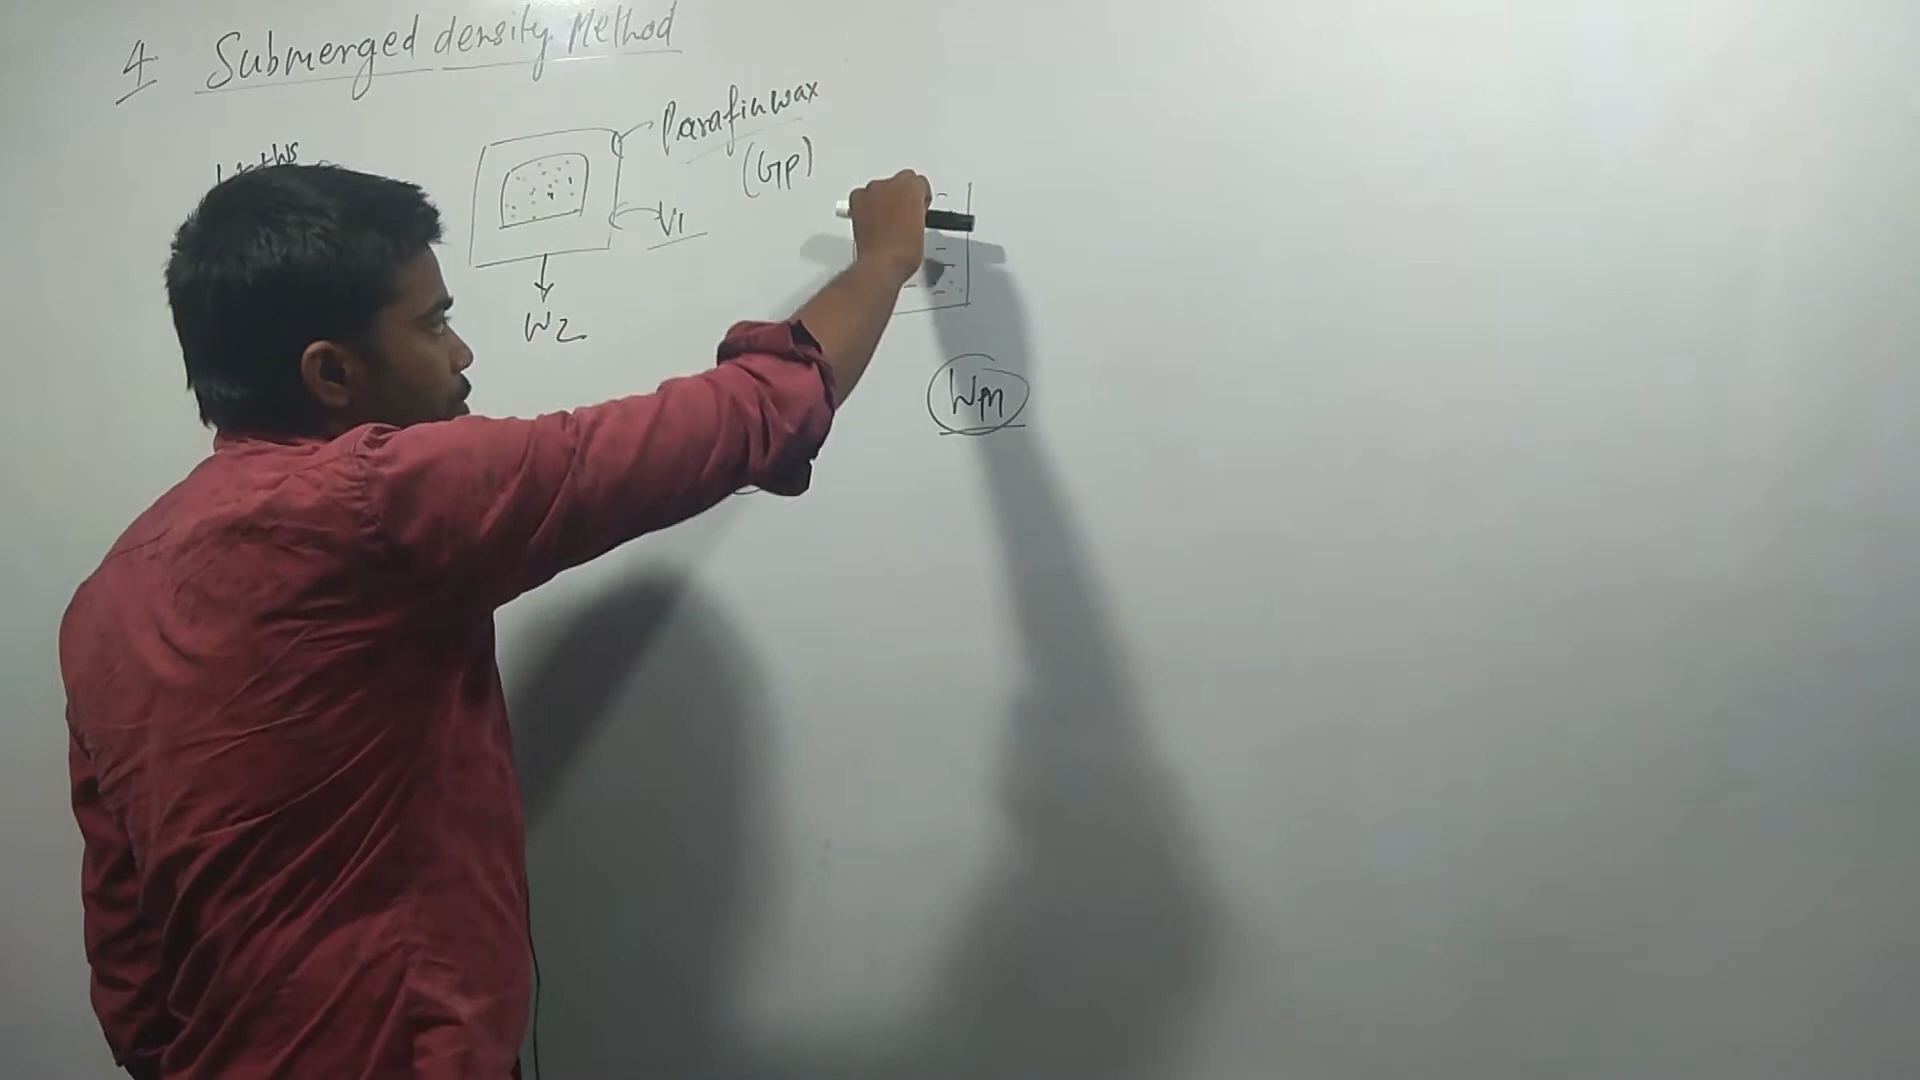 4 Submerged density Method
Parafin wax
(GP)
V1
W2
WM